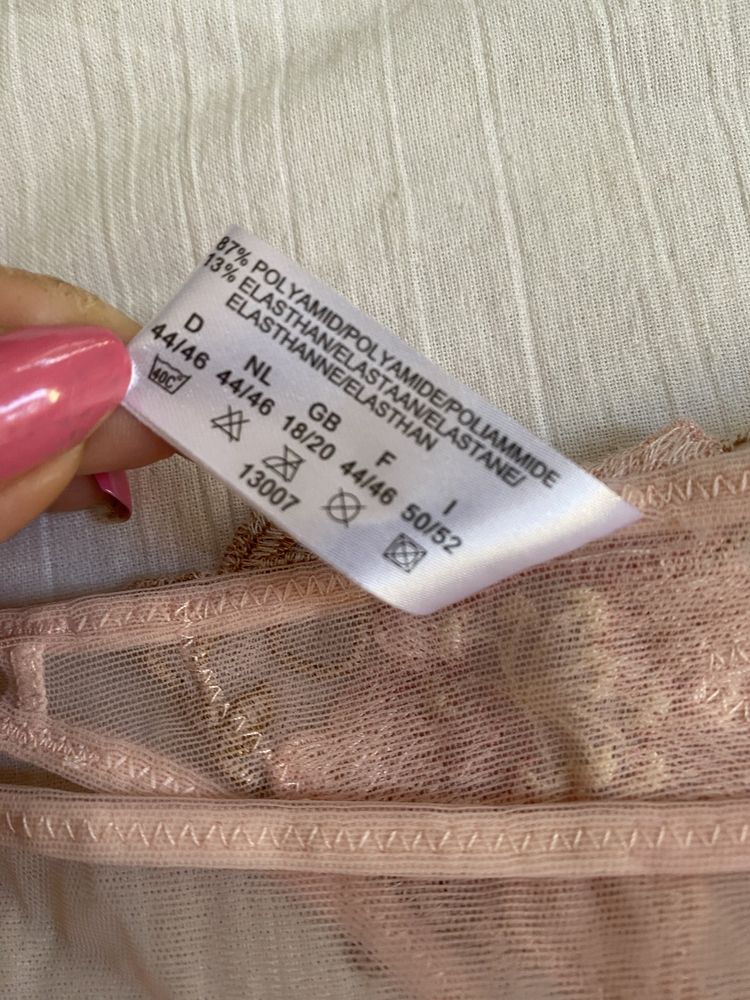 87% POLYAMID/POLYAMIDE/POLIAMMIDE
13% ELASTHAN/ELASTAAN/ELASTANE/
ELASTHANNE/ELASTHAN
D NL GB F I
44/46 44/46 18/20 44/46 50/52
40C°
13007